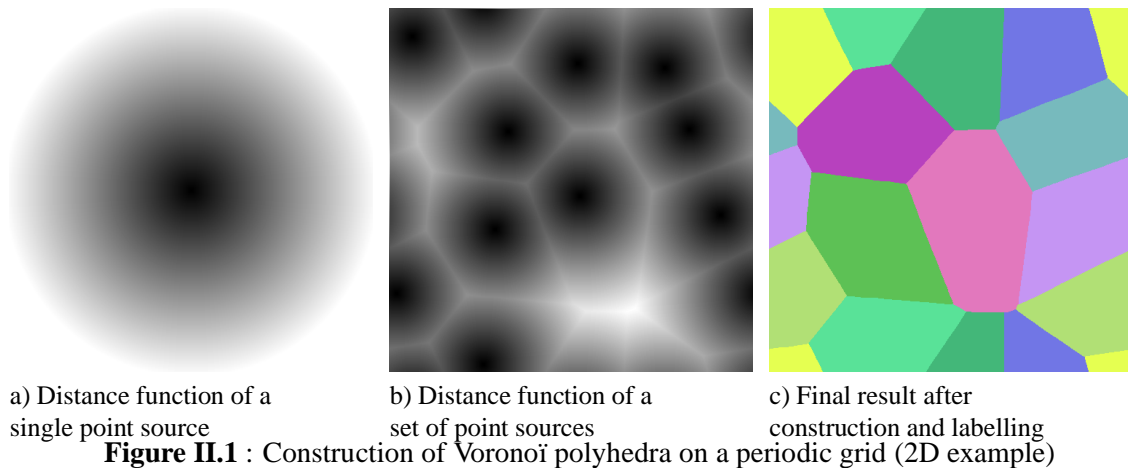 a) Distance function of a
single point source
b) Distance function of a
set of point sources
c) Final result after
construction and labelling
Figure II.1 : Construction of Voronoï polyhedra on a periodic grid (2D example)